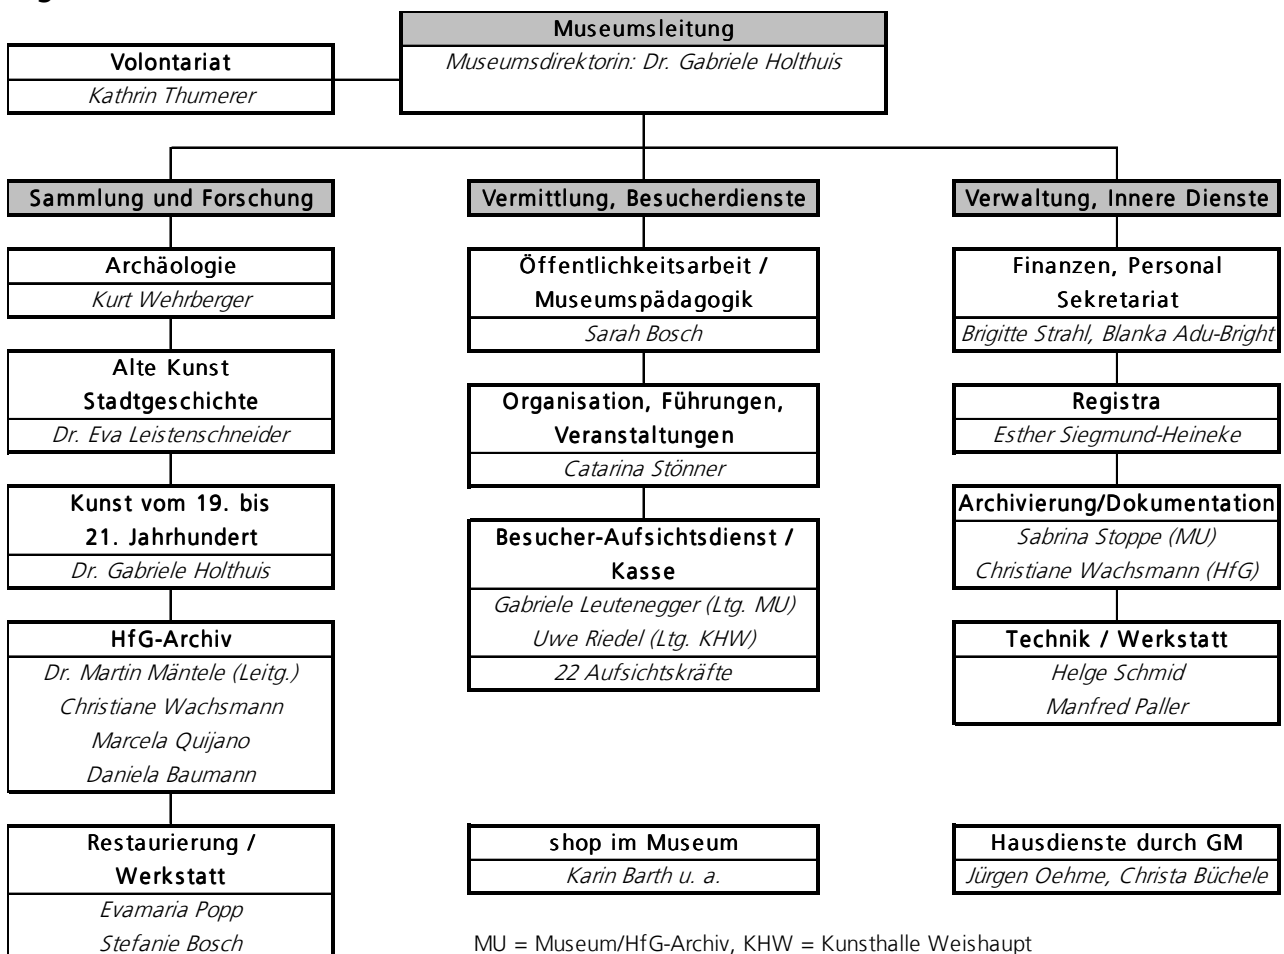 Museumsleitung
Museumsdirektorin: Dr. Gabriele Holthuis
Volontariat
Kathrin Thumerer
Sammlung und Forschung
Archäologie
Kurt Wehrberger
Alte Kunst
Stadtgeschichte
Dr. Eva Leistenschneider
Kunst vom 19. bis
21. Jahrhundert
Dr. Gabriele Holthuis
HfG-Archiv
Dr. Martin Mäntele (Leitg.)
Christiane Wachsmann
Marcela Quijano
Daniela Baumann
Restaurierung /
Werkstatt
Evamaria Popp
Stefanie Bosch
Vermittlung, Besucherdienste
Öffentlichkeitsarbeit /
Museumspädagogik
Sarah Bosch
Organisation, Führungen,
Veranstaltungen
Catarina Stönner
Besucher-Aufsichtsdienst /
Kasse
Gabriele Leutenegger (Ltg. MU)
Uwe Riedel (Ltg. KHW)
22 Aufsichtskräfte
shop im Museum
Karin Barth u. a.
Verwaltung, Innere Dienste
Finanzen, Personal
Sekretariat
Brigitte Strahl, Blanka Adu-Bright
Registra
Esther Siegmund-Heineke
Archivierung/Dokumentation
Sabrina Stoppe (MU)
Christiane Wachsmann (HfG)
Technik / Werkstatt
Helge Schmid
Manfred Paller
Hausdienste durch GM
Jürgen Oehme, Christa Büchele
MU = Museum/HfG-Archiv, KHW = Kunsthalle Weishaupt